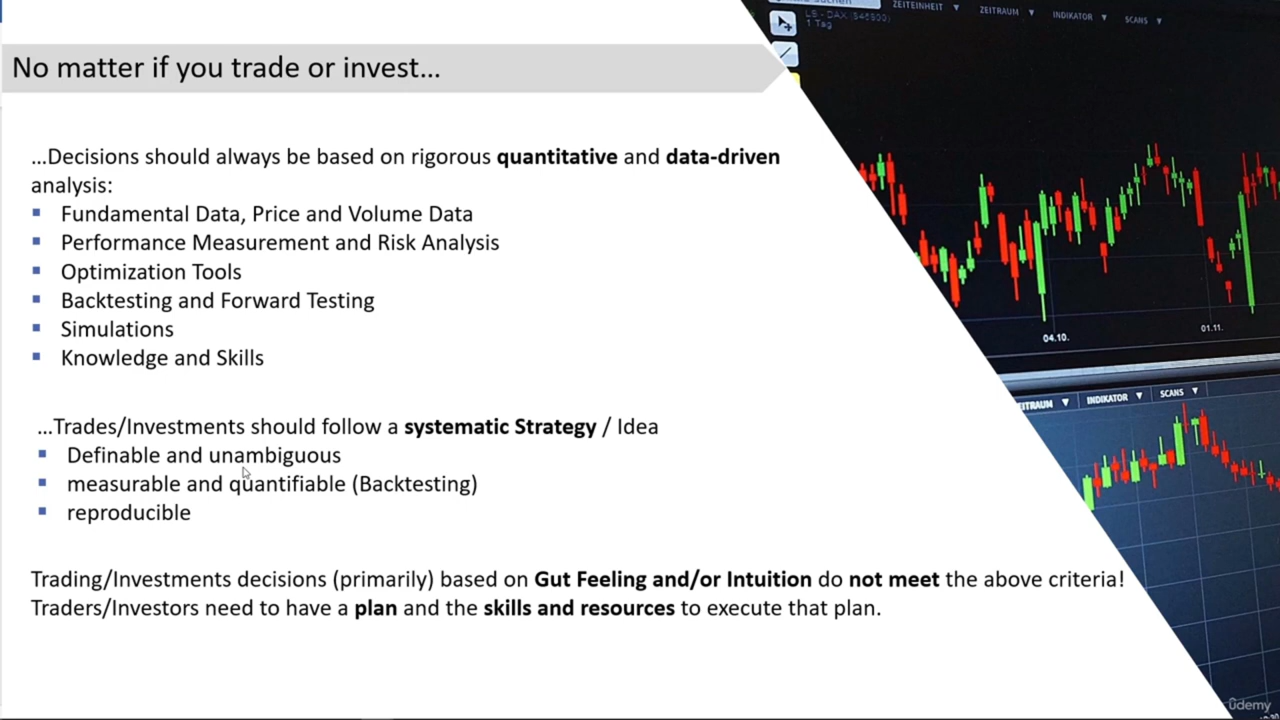 No matter if you trade or invest...
...Decisions should always be based on rigorous quantitative and data-driven
analysis:
Fundamental Data, Price and Volume Data
Performance Measurement and Risk Analysis
Optimization Tools
Backtesting and Forward Testing
Simulations
Knowledge and Skills
...Trades/Investments should follow a systematic Strategy / Idea
Definable and unambiguous
measurable and quantifiable (Backtesting)
reproducible
Trading/Investments decisions (primarily) based on Gut Feeling and/or Intuition do not meet the above criteria!
Traders/Investors need to have a plan and the skills and resources to execute that plan.
ZEITEINHEIT ZEITRAUM INDIKATOR SCANS
1 Tag
04.10. 01.11.
INDIKATOR SCANS
ûdemy